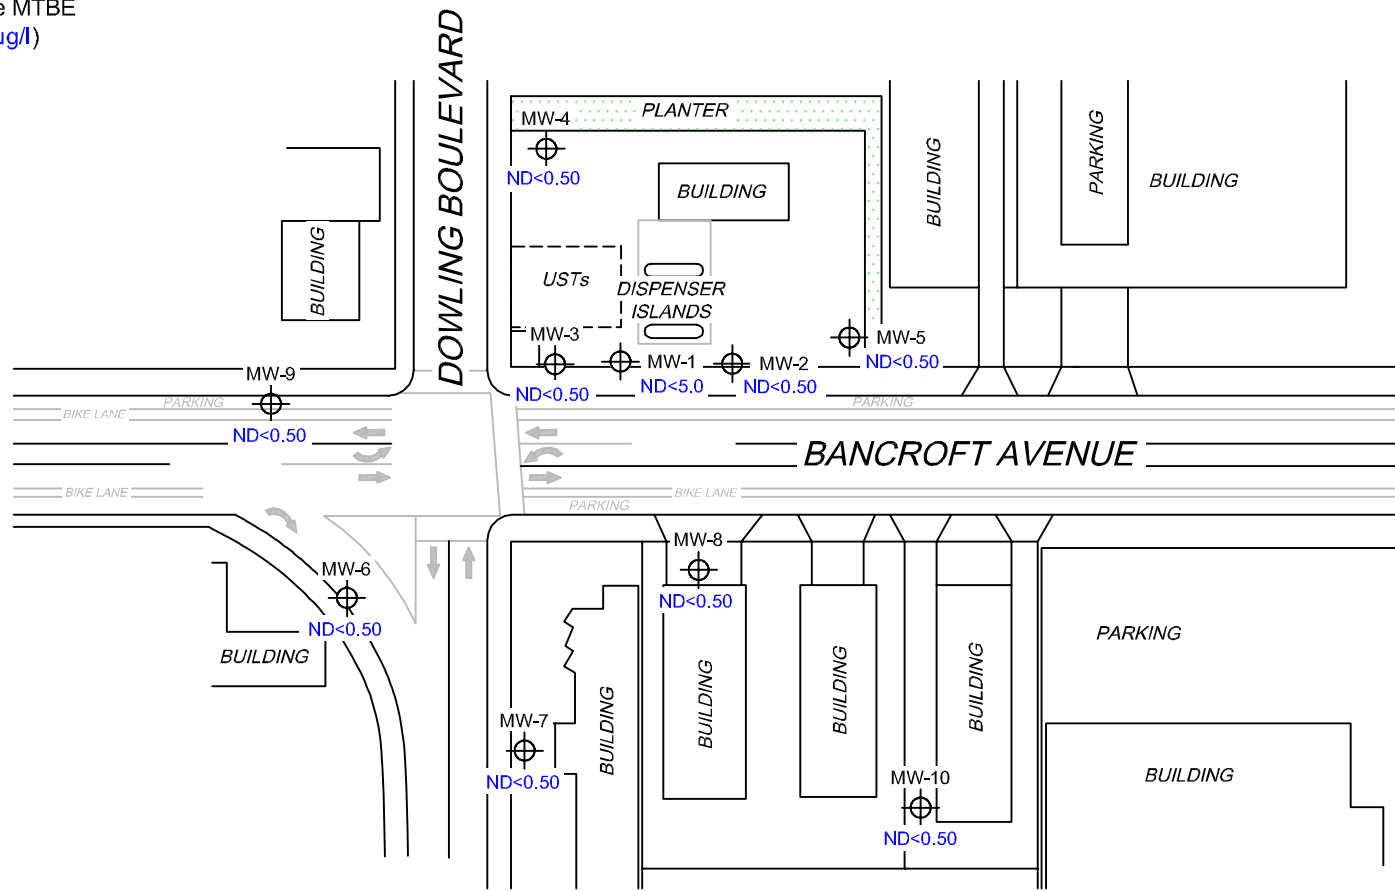 e MTBE
µg/l)
DOWLING BOULEVARD
MW-4
ND<0.50
PLANTER
BUILDING
BUILDING
PARKING
BUILDING
BUILDING
USTs
DISPENSER
ISLANDS
MW-3
ND<0.50
MW-1
ND<5.0
MW-2
ND<0.50
MW-5
ND<0.50
MW-9
ND<0.50
PARKING
BIKE LANE
PARKING
BANCROFT AVENUE
BIKE LANE
BIKE LANE
PARKING
MW-6
ND<0.50
BUILDING
MW-8
ND<0.50
MW-7
ND<0.50
BUILDING
BUILDING
BUILDING
BUILDING
MW-10
ND<0.50
PARKING
BUILDING